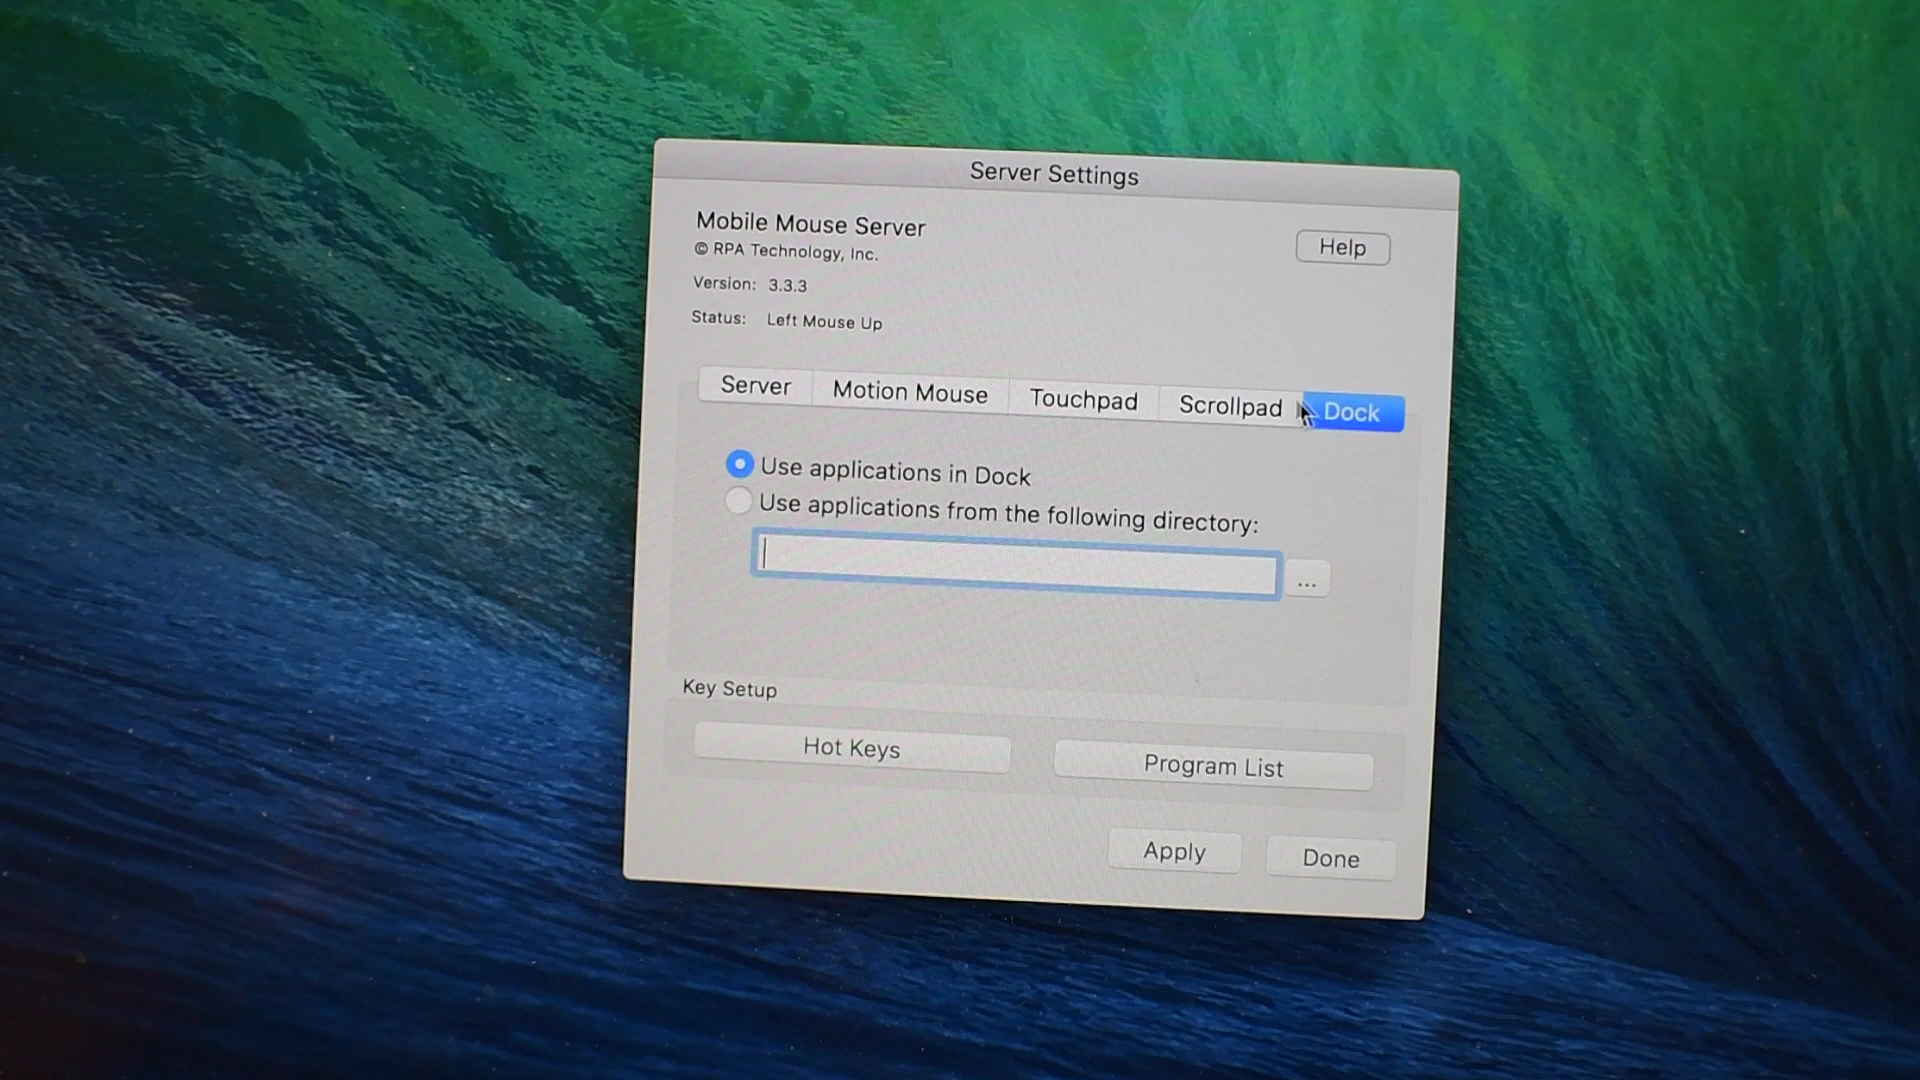 Server Settings
Mobile Mouse Server
Help
© RPA Technology, Inc.
Version: 3.3.3
Status: Left Mouse Up
Server Motion Mouse Touchpad Scrollpad Dock
Use applications in Dock
Use applications from the following directory:
...
Key Setup
Hot Keys Program List
Apply Done